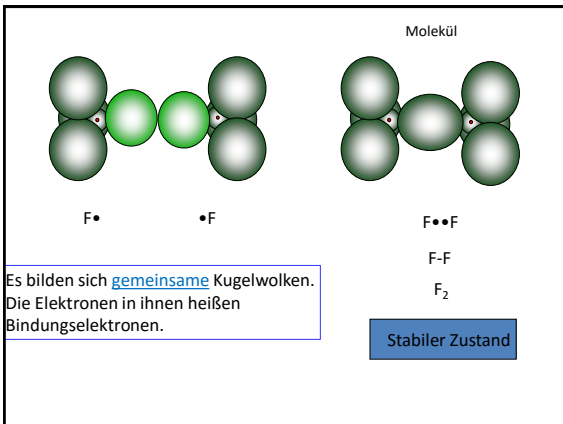 Molekül
F• •F
F••F
F-F
F₂
Es bilden sich gemeinsame Kugelwolken.
Die Elektronen in ihnen heißen
Bindungselektronen.
Stabiler Zustand